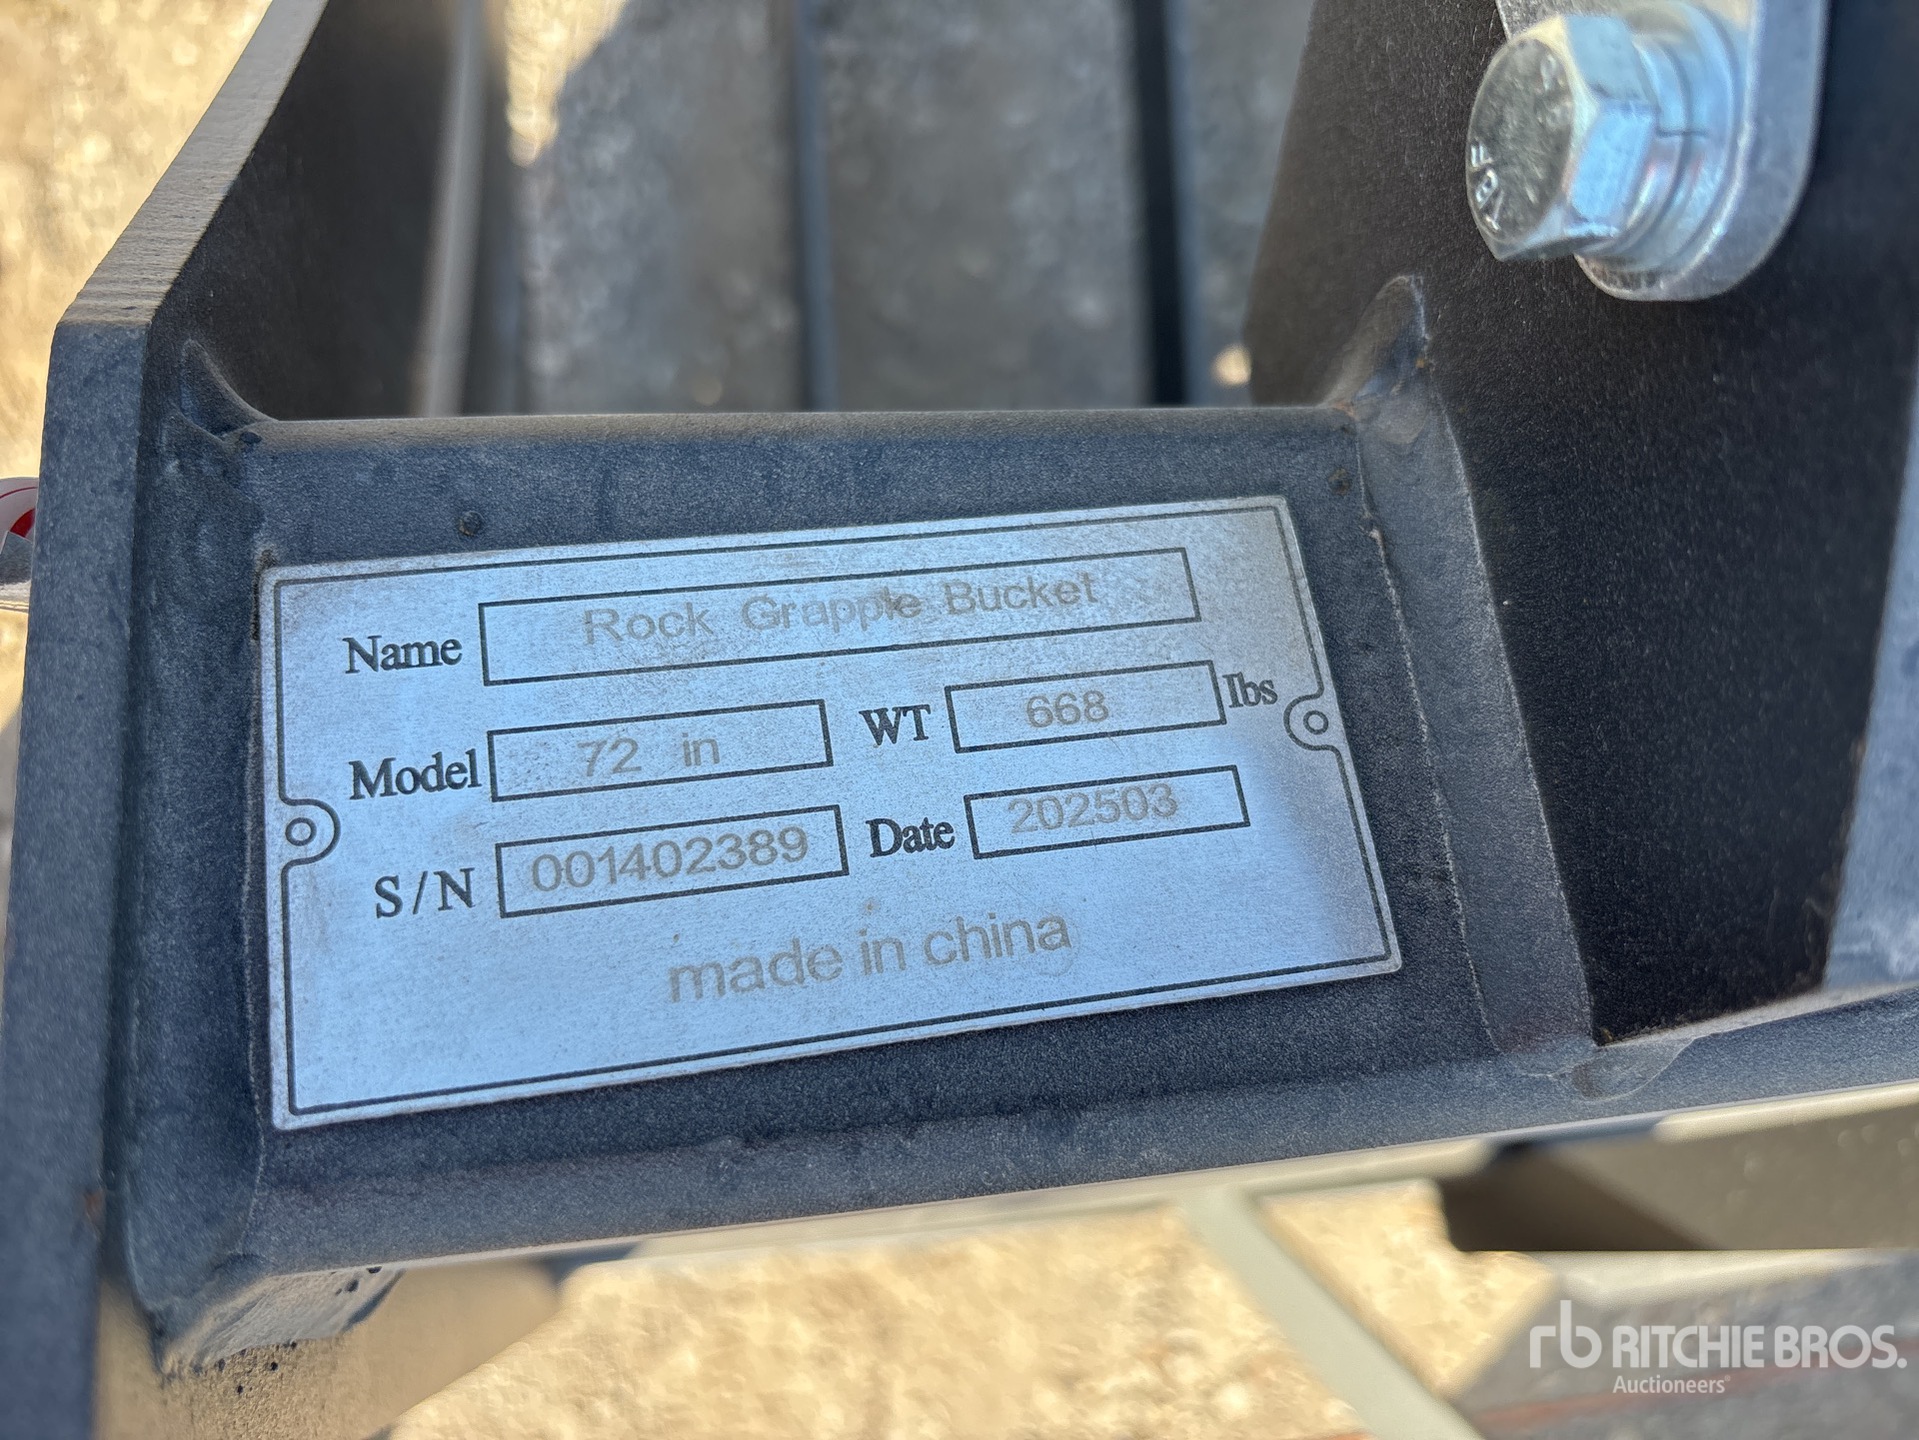 Name Rock Grapple Bucket
Model 72 in WT 668 lbs
S/N 001402389 Date 202503
made in china
rb RITCHIE BROS.
Auctioneers